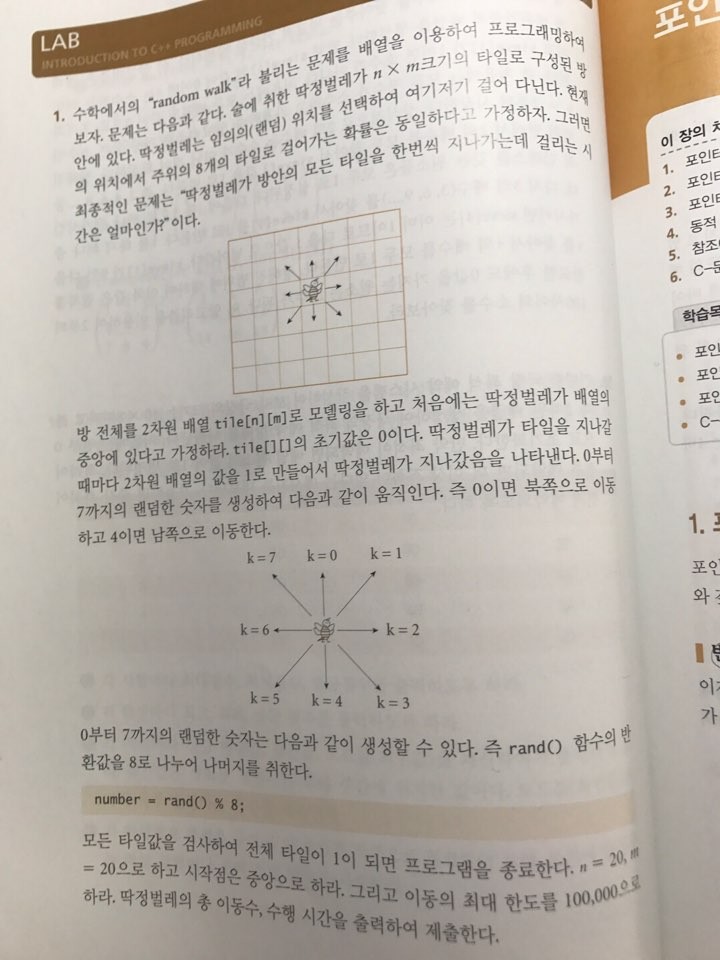 LAB
INTRODUCTION TO C++ PROGRAMMING
1. 수학에서의 "random walk"라 불리는 문제를 배열을 이용하여 프로그래밍하여
보자. 문제는 다음과 같다. 술에 취한 딱정벌레가 n × m크기의 타일로 구성된 방
안에 있다. 딱정벌레는 임의의(랜덤) 위치를 선택하여 여기저기 걸어 다닌다. 현재
의 위치에서 주위의 8개의 타일로 걸어가는 확률은 동일하다고 가정하자. 그러면
최종적인 문제는 "딱정벌레가 방안의 모든 타일을 한번씩 지나가는데 걸리는 시
간은 얼마인가?"이다.
방 전체를 2차원 배열 tile[n][m]로 모델링을 하고 처음에는 딱정벌레가 배열의
중앙에 있다고 가정하라. tile[][]의 초기값은 0이다. 딱정벌레가 타일을 지나갈
때마다 2차원 배열의 값을 1로 만들어서 딱정벌레가 지나갔음을 나타낸다. 0부터
7까지의 랜덤한 숫자를 생성하여 다음과 같이 움직인다. 즉 0이면 북쪽으로 이동
하고 4이면 남쪽으로 이동한다.
k = 7 k = 0 k = 1
k = 6 k = 2
k = 5 k = 4 k = 3
0부터 7까지의 랜덤한 숫자는 다음과 같이 생성할 수 있다. 즉 rand() 함수의 반
환값을 8로 나누어 나머지를 취한다.
number = rand() % 8;
모든 타일값을 검사하여 전체 타일이 1이 되면 프로그램을 종료한다. n = 20, m
= 20으로 하고 시작점은 중앙으로 하라. 그리고 이동의 최대 한도를 100,000으로
하라. 딱정벌레의 총 이동수, 수행 시간을 출력하여 제출한다.
포인
이 장의 차
1. 포인터
2. 포인터
3. 포인터
4. 동적
5. 참조
6. C-문
학습목
• 포인
• 포인
• 포인
• C-
1.
포인
와
이
가